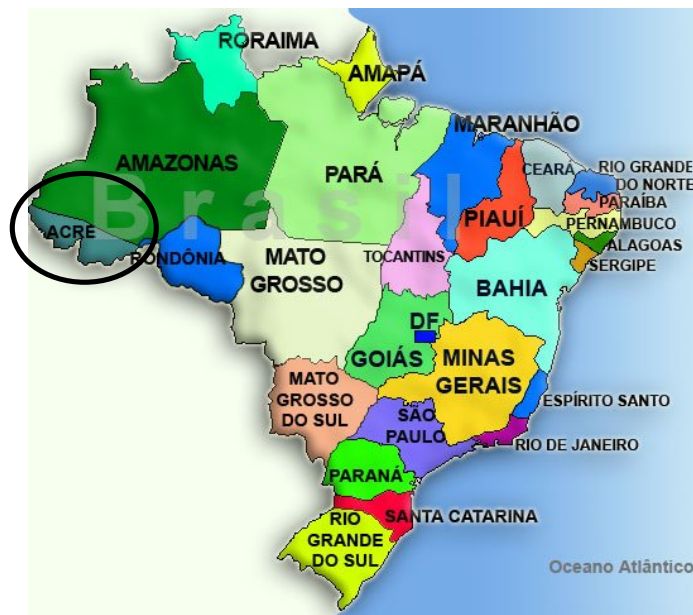 RORAIMA
AMAPÁ
MARANHÃO
AMAZONAS
PARÁ
CEARÁ
RIO GRANDE
DO NORTE
PARAÍBA
Brasil
PIAUÍ
PERNAMBUCO
ACRE
ALAGOAS
RONDÔNIA
MATO
GROSSO
TOCANTINS
SERGIPE
BAHIA
DF
GOIÁS
MINAS
GERAIS
MATO
GROSSO
DO SUL
ESPÍRITO SANTO
SÃO
PAULO
RIO DE JANEIRO
PARANÁ
SANTA CATARINA
RIO
GRANDE
DO SUL
Oceano Atlântico